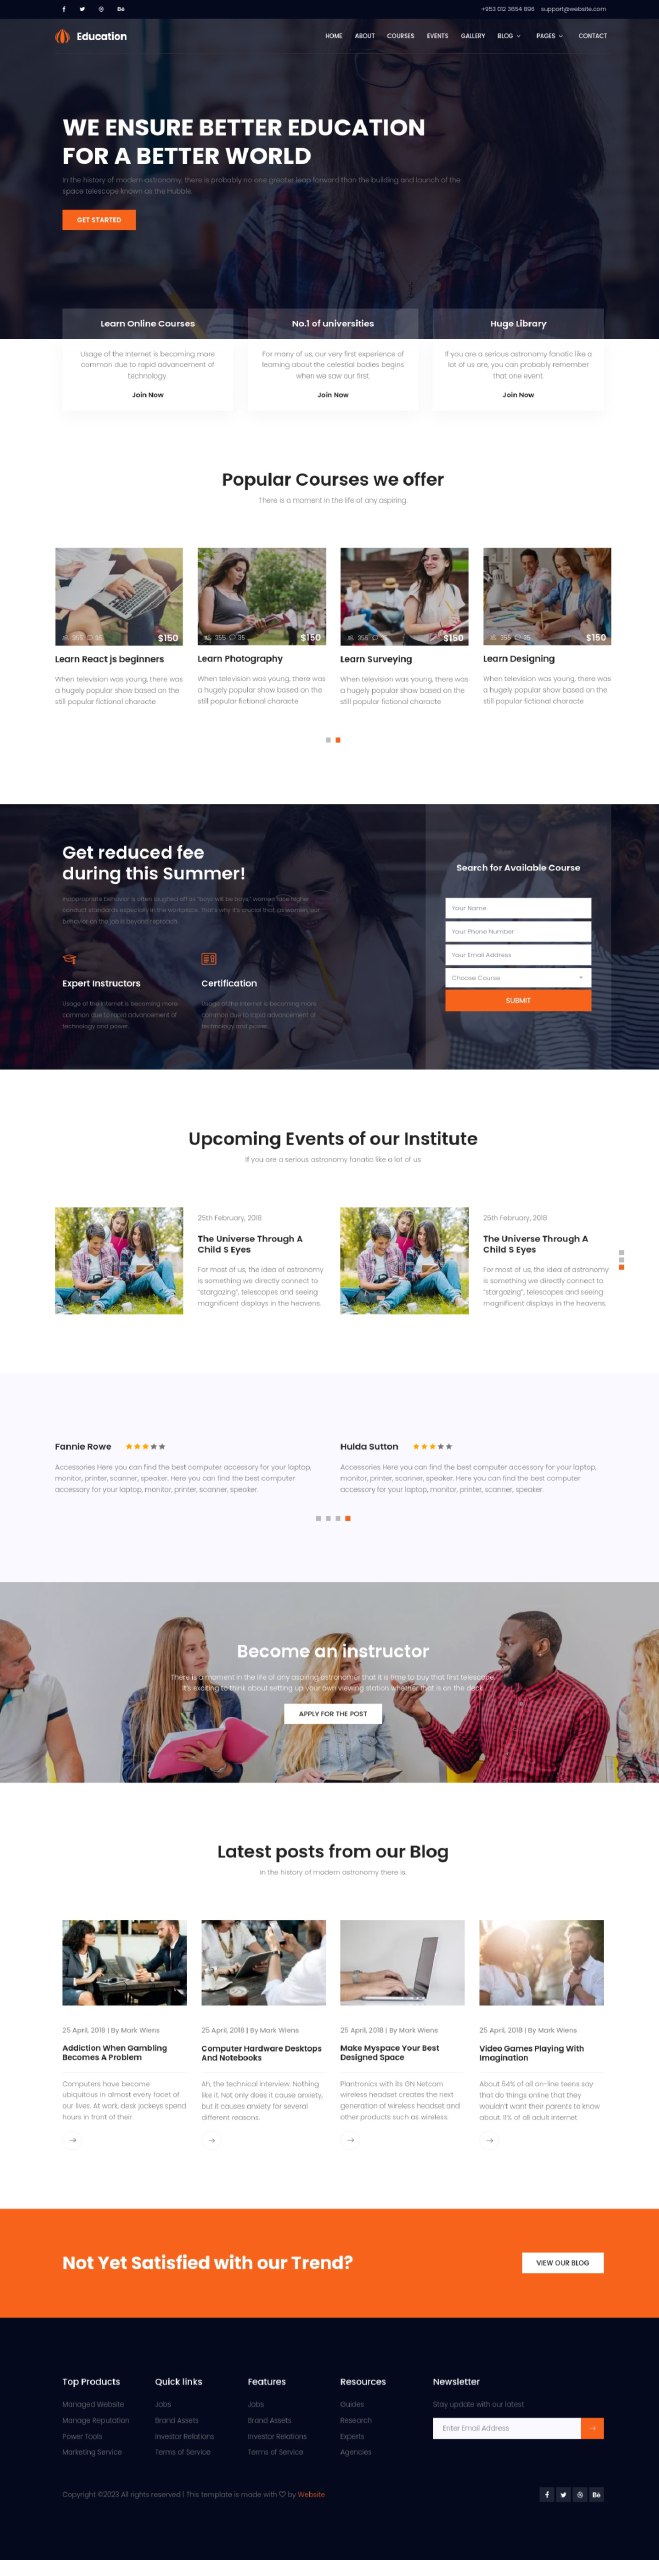 +953 012 3654 896 support@website.com
Education
HOME ABOUT COURSES EVENTS GALLERY BLOG PAGES CONTACT
WE ENSURE BETTER EDUCATION
FOR A BETTER WORLD
In the history of modern astronomy, there is probably no one greater leap forward than the building and launch of the
space telescope known as the Hubble.
GET STARTED
Learn Online Courses
Usage of the Internet is becoming more
common due to rapid advancement of
technology.
Join Now
No.1 of universities
For many of us, our very first experience of
learning about the celestial bodies begins
when we saw our first.
Join Now
Huge Library
If you are a serious astronomy fanatic like a
lot of us are, you can probably remember
that one event.
Join Now
Popular Courses we offer
There is a moment in the life of any aspiring.
355 35 $150
Learn React js beginners
When television was young, there was
a hugely popular show based on the
still popular fictional characte
355 35 $150
Learn Photography
When television was young, there was
a hugely popular show based on the
still popular fictional characte
355 35 $150
Learn Surveying
When television was young, there was
a hugely popular show based on the
still popular fictional characte
355 35 $150
Learn Designing
When television was young, there was
a hugely popular show based on the
still popular fictional characte
Get reduced fee
during this Summer!
Inappropriate behavior is often laughed off as "boys will be boys," women face higher
conduct standards especially in the workplace. That's why it's crucial that, as women, our
behavior on the job is beyond reproach.
Expert Instructors
Usage of the Internet is becoming more
common due to rapid advancement of
technology and power.
Certification
Usage of the Internet is becoming more
common due to rapid advancement of
technology and power.
Search for Available Course
Your Name
Your Phone Number
Your Email Address
Choose Course
SUBMIT
Upcoming Events of our Institute
If you are a serious astronomy fanatic like a lot of us
25th February, 2018
The Universe Through A
Child S Eyes
For most of us, the idea of astronomy
is something we directly connect to
"stargazing", telescopes and seeing
magnificent displays in the heavens.
25th February, 2018
The Universe Through A
Child S Eyes
For most of us, the idea of astronomy
is something we directly connect to
"stargazing", telescopes and seeing
magnificent displays in the heavens.
Fannie Rowe
Accessories Here you can find the best computer accessory for your laptop,
monitor, printer, scanner, speaker. Here you can find the best computer
accessory for your laptop, monitor, printer, scanner, speaker.
Hulda Sutton
Accessories Here you can find the best computer accessory for your laptop,
monitor, printer, scanner, speaker. Here you can find the best computer
accessory for your laptop, monitor, printer, scanner, speaker.
Become an instructor
There is a moment in the life of any aspiring astronomer that it is time to buy that first telescope.
It's exciting to think about setting up your own viewing station whether that is on the deck.
APPLY FOR THE POST
Latest posts from our Blog
In the history of modern astronomy there is.
25 April, 2018 | By Mark Wiens
Addiction When Gambling
Becomes A Problem
Computers have become
ubiquitous in almost every facet of
our lives. At work, desk jockeys spend
hours in front of their.
25 April, 2018 | By Mark Wiens
Computer Hardware Desktops
And Notebooks
Ah, the technical interview. Nothing
like it. Not only does it cause anxiety,
but it causes anxiety for several
different reasons.
25 April, 2018 | By Mark Wiens
Make Myspace Your Best
Designed Space
Plantronics with its GN Netcom
wireless headset creates the next
generation of wireless headset and
other products such as wireless.
25 April, 2018 | By Mark Wiens
Video Games Playing With
Imagination
About 64% of all on-line teens say
that do things online that they
wouldn't want their parents to know
about. 11% of all adult internet
Not Yet Satisfied with our Trend?
VIEW OUR BLOG
Top Products
Managed Website
Manage Reputation
Power Tools
Marketing Service
Quick links
Jobs
Brand Assets
Investor Relations
Terms of Service
Features
Jobs
Brand Assets
Investor Relations
Terms of Service
Resources
Guides
Research
Experts
Agencies
Newsletter
Stay update with our latest
Enter Email Address
Copyright ©2023 All rights reserved | This template is made with ♡ by Website